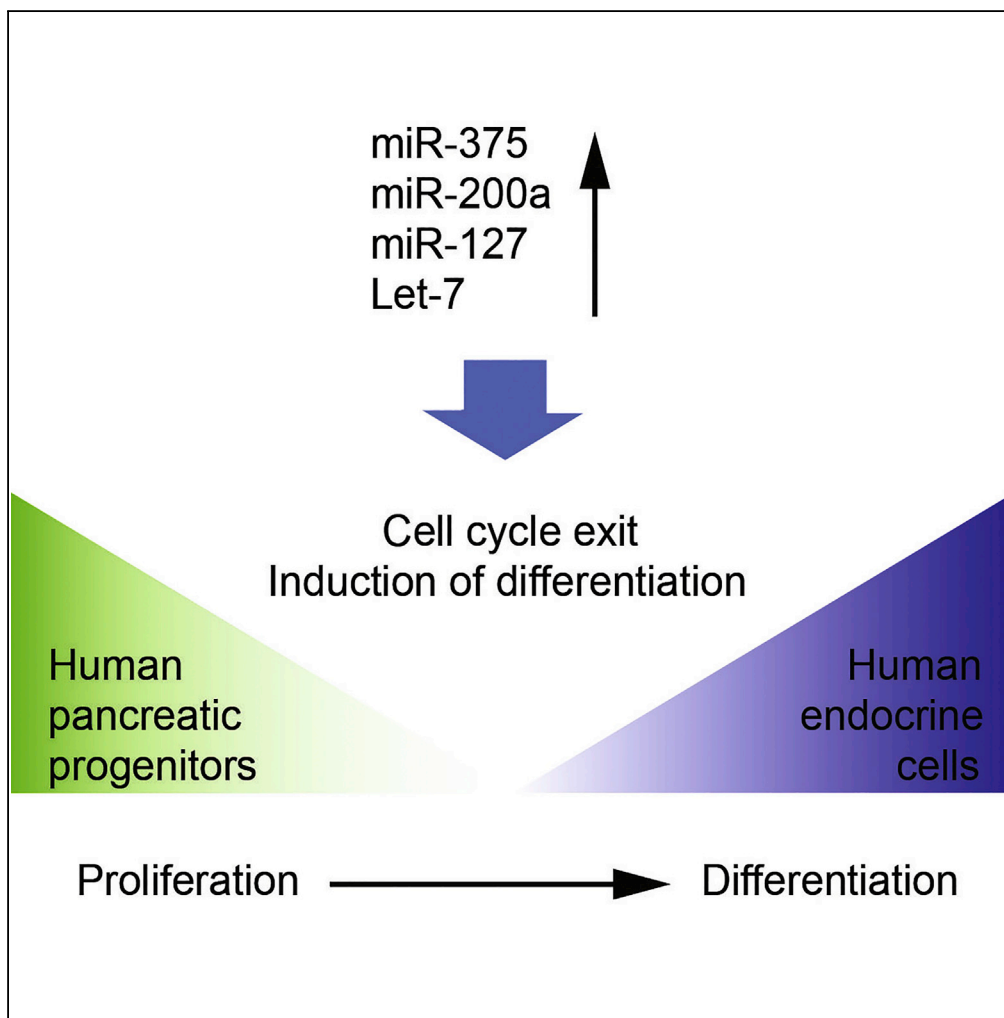 miR-375
miR-200a
miR-127
Let-7
Cell cycle exit
Induction of differentiation
Human
pancreatic
progenitors
Human
endocrine
cells
Proliferation
Differentiation